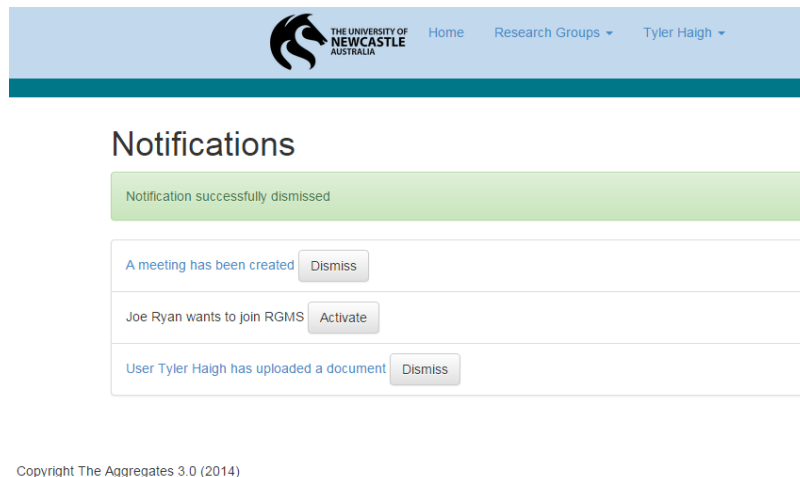 THE UNIVERSITY OF
NEWCASTLE
AUSTRALIA
Home Research Groups Tyler Haigh
Notifications
Notification successfully dismissed
A meeting has been created Dismiss
Joe Ryan wants to join RGMS Activate
User Tyler Haigh has uploaded a document Dismiss
Copyright The Aggregates 3.0 (2014)